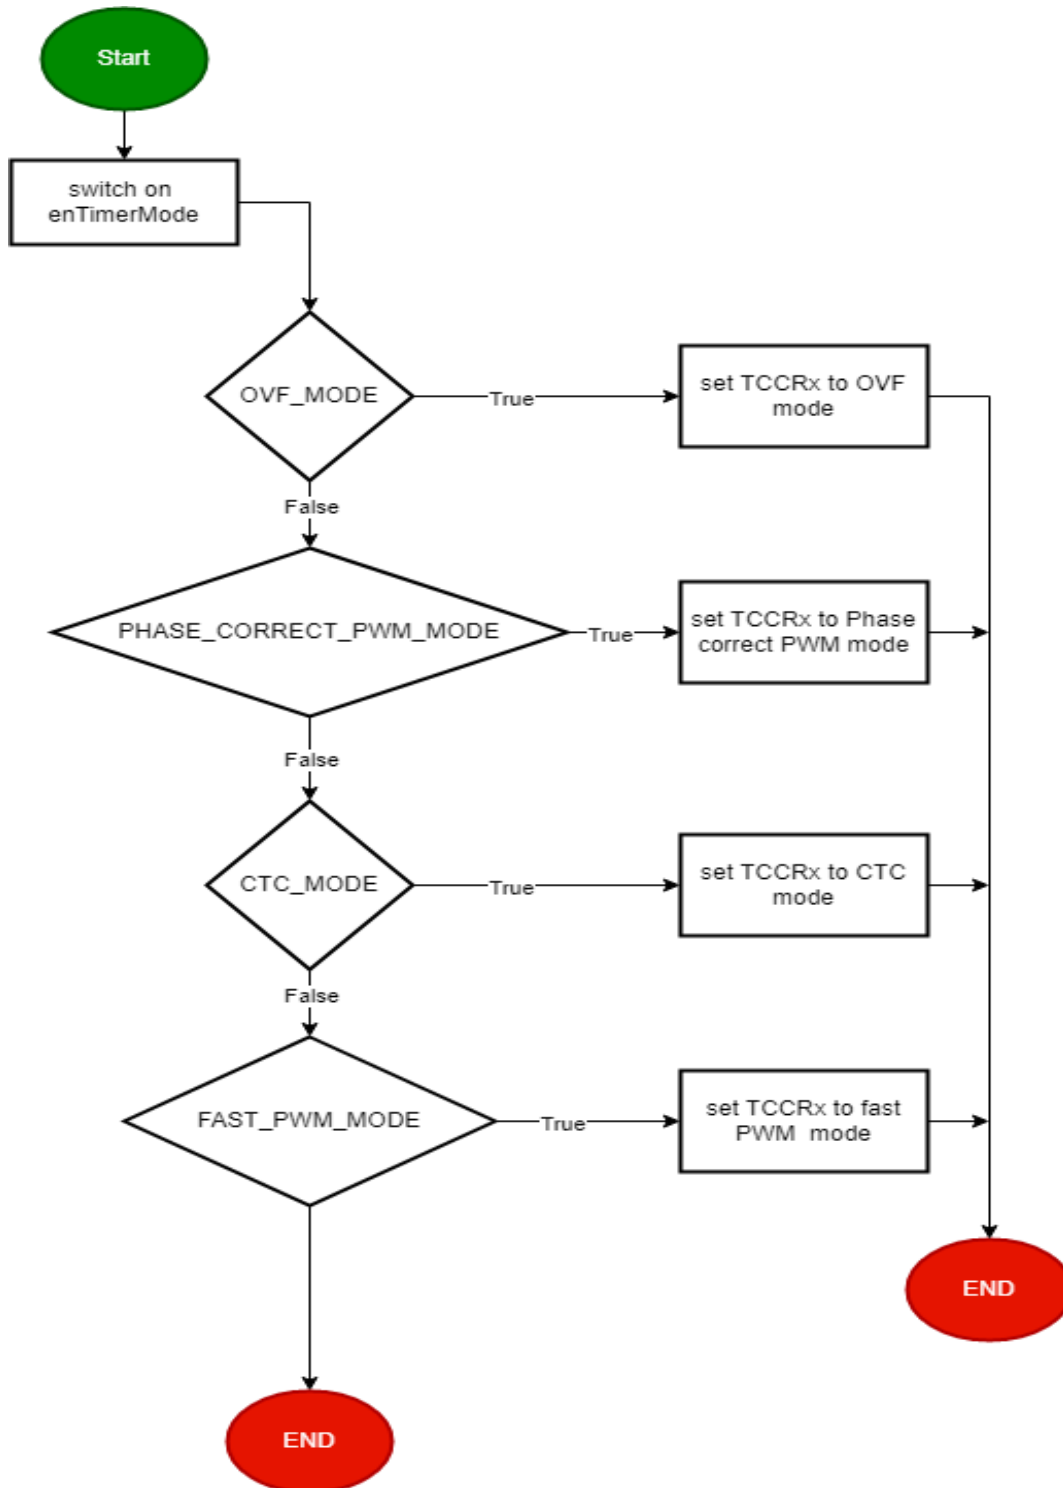 Start
switch on
enTimerMode
OVF_MODE
True
set TCCRx to OVF
mode
False
PHASE_CORRECT_PWM_MODE
True
set TCCRx to Phase
correct PWM mode
False
CTC_MODE
True
set TCCRx to CTC
mode
False
FAST_PWM_MODE
True
set TCCRx to fast
PWM  mode
END
END